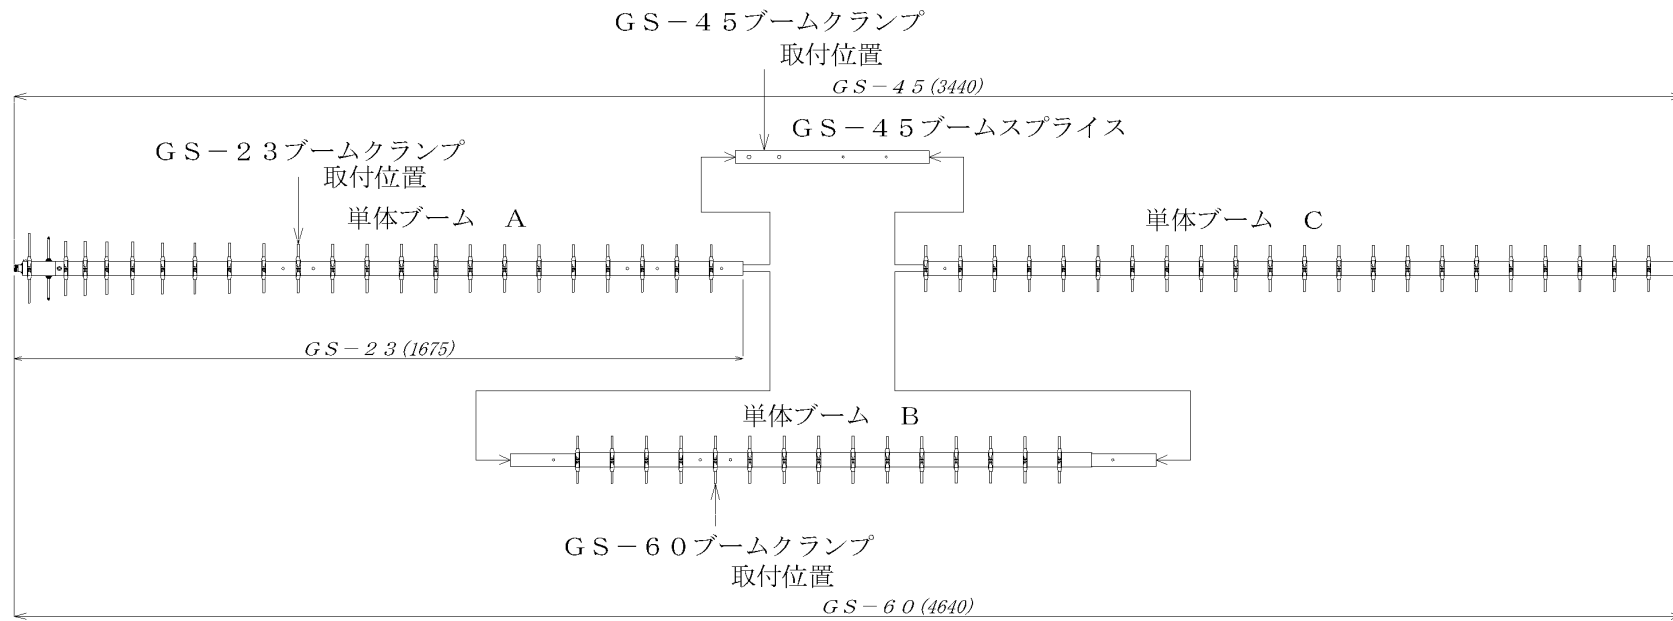 GS－45ブームクランプ
取付位置
GS－45(3440)
GS－45ブームスプライス
GS－23ブームクランプ
取付位置
単体ブーム　A
単体ブーム　C
GS－23(1675)
単体ブーム　B
GS－60ブームクランプ
取付位置
GS－60(4640)